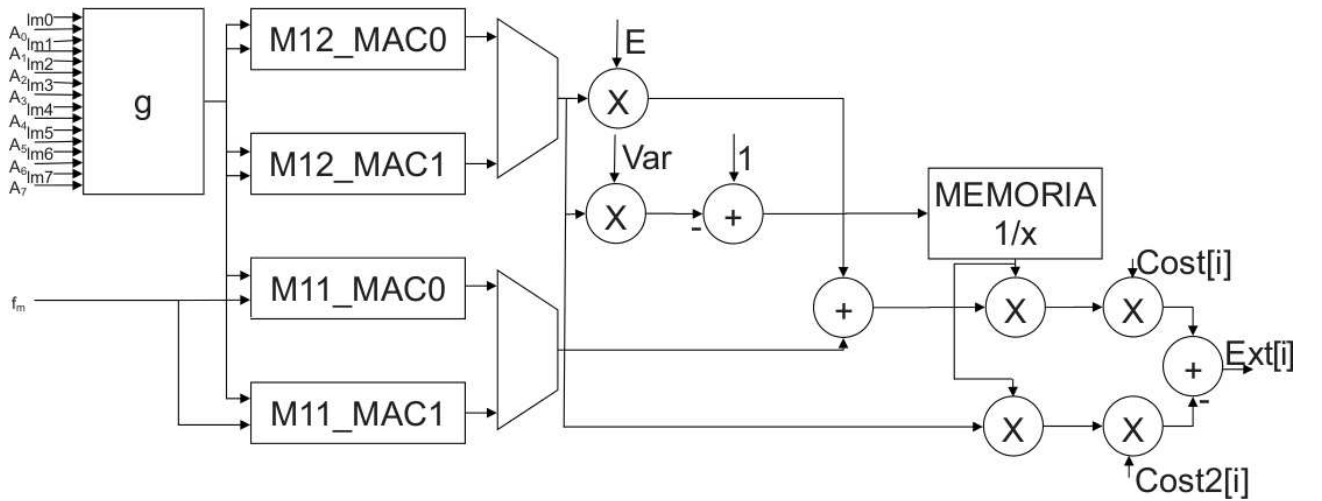 Im0
A0
Im1
A1
Im2
A2
Im3
A3
Im4
A4
Im5
A5
Im6
A6
Im7
A7
g
fm
M12_MAC0
M12_MAC1
M11_MAC0
M11_MAC1
E
X
Var
1
X
-
+
MEMORIA
1/x
+
X
X
Cost[i]
+
Ext[i]
-
X
X
Cost2[i]